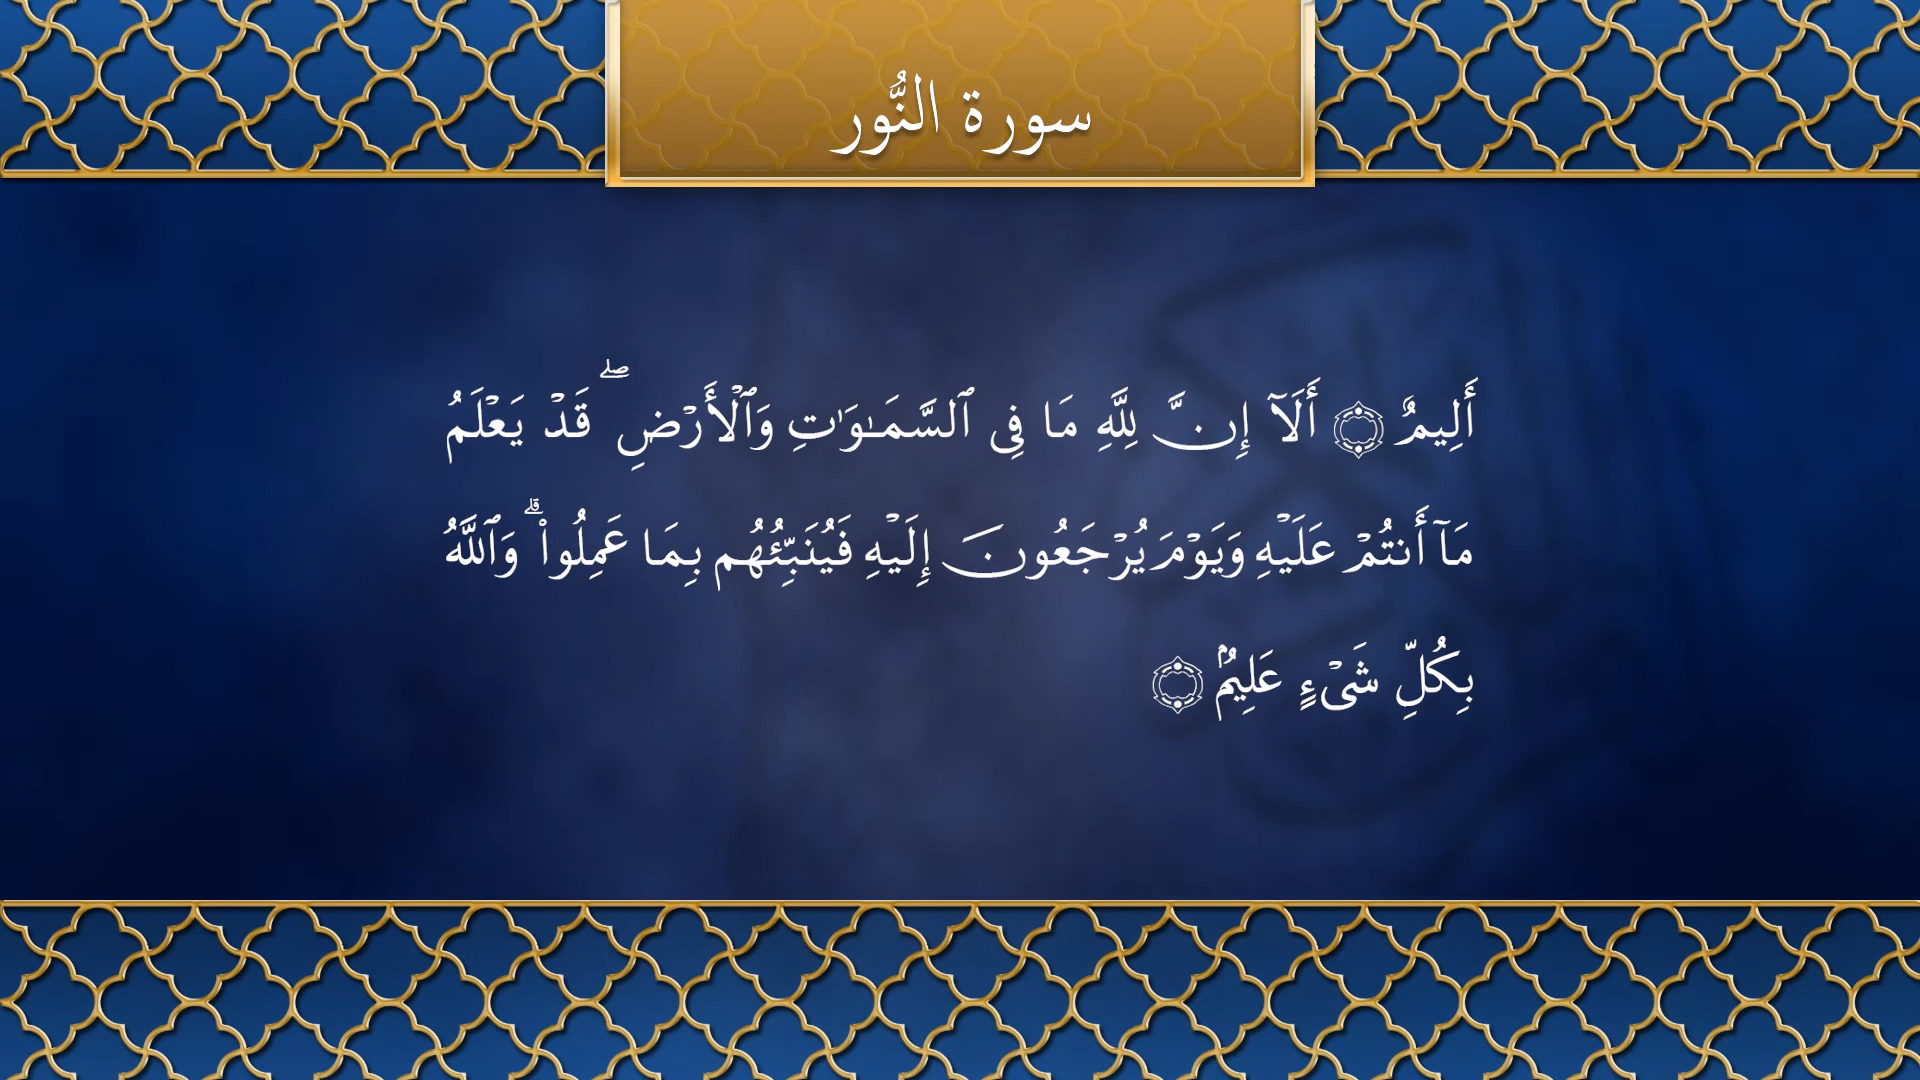 سورة النُّور
أَلِيمٌ ۝ أَلَآ إِنَّ لِلَّهِ مَا فِى ٱلسَّمَـٰوَٰتِ وَٱلْأَرْضِ ۖ قَدْ يَعْلَمُ
مَآ أَنتُمْ عَلَيْهِ وَيَوْمَ يُرْجَعُونَ إِلَيْهِ فَيُنَبِّئُهُم بِمَا عَمِلُوا۟ ۗ وَٱللَّهُ
بِكُلِّ شَىْءٍ عَلِيمٌۢ ۝